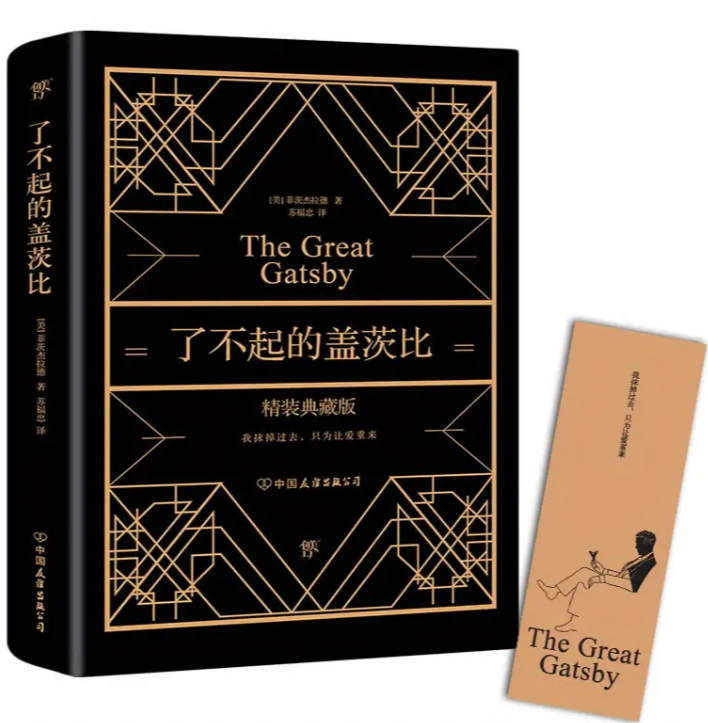 了不起的盖茨比
[美] 菲茨杰拉德 著
苏福忠 译
中国友谊出版公司
[美] 菲茨杰拉德 著
苏福忠 译
The Great
Gatsby
了不起的盖茨比
精装典藏版
我抹掉过去,只为让爱重来
中国友谊出版公司
我抹掉过去,只为让爱重来
The Great
Gatsby